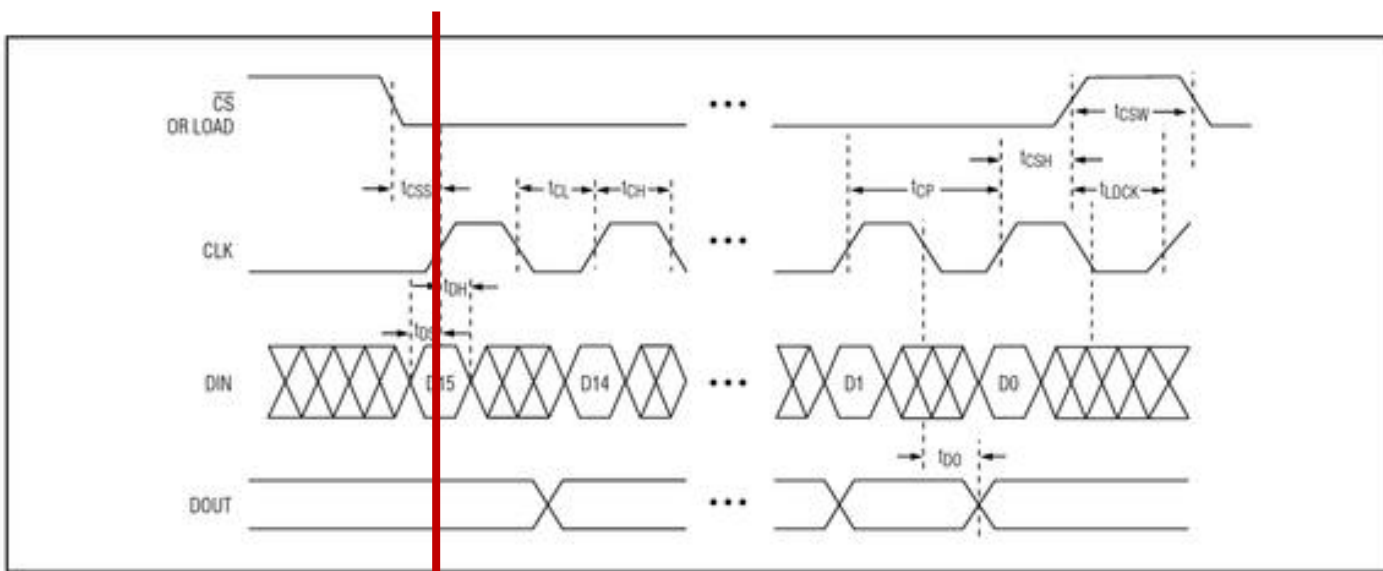 CS
OR LOAD
tCSW
tCSH
tCSS
tCL
tCH
tCP
tLDCK
CLK
tDH
tDS
DIN
D15
D14
D1
D0
tDO
DOUT